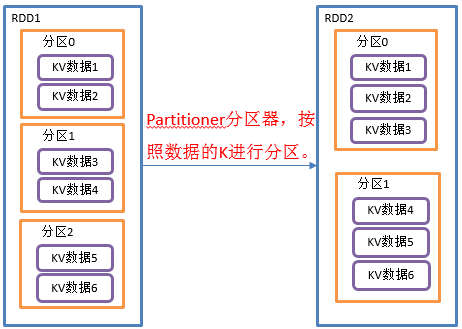 RDD1
分区0
KV数据1
KV数据2
分区1
KV数据3
KV数据4
分区2
KV数据5
KV数据6
Partitioner分区器，按
照数据的K进行分区。
RDD2
分区0
KV数据1
KV数据2
KV数据3
分区1
KV数据4
KV数据5
KV数据6